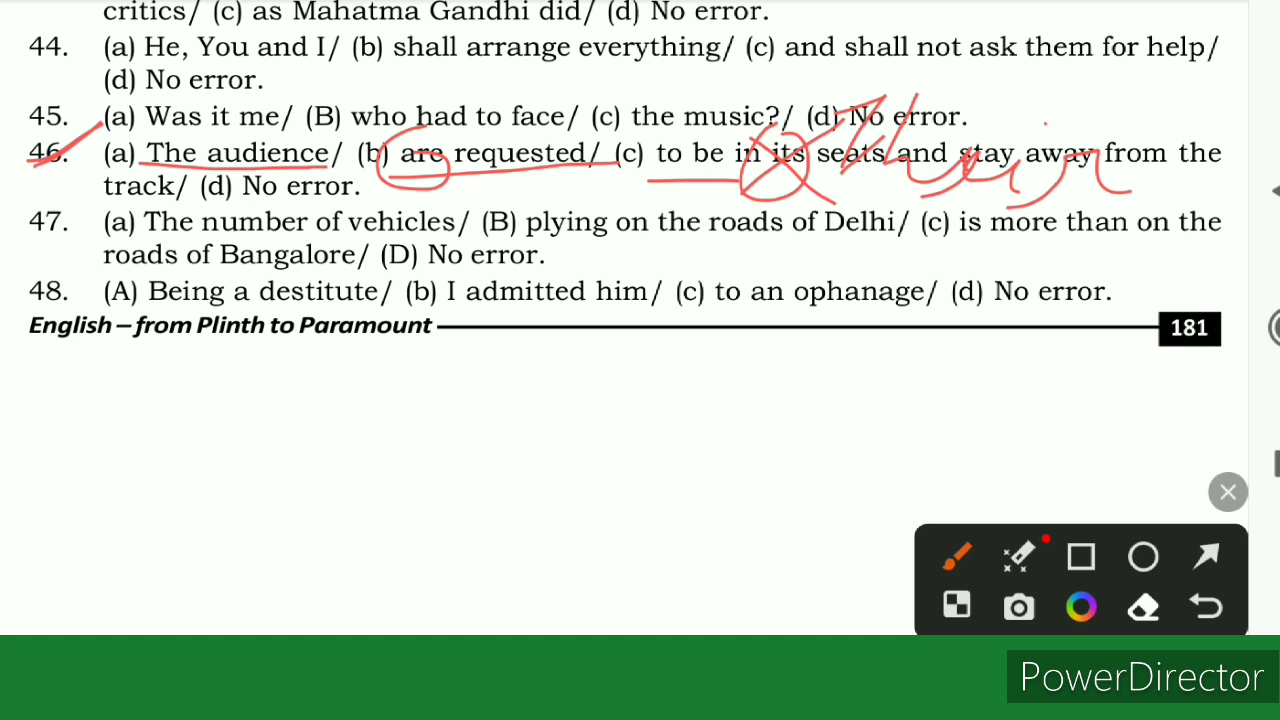 critics/ (c) as Mahatma Gandhi did/ (d) No error.
44. (a) He, You and I/ (b) shall arrange everything/ (c) and shall not ask them for help/
(d) No error.
45. (a) Was it me/ (B) who had to face/ (c) the music?/ (d) No error.
46. (a) The audience/ (b) are requested/ (c) to be in its seats and stay away from the
their
track/ (d) No error.
47. (a) The number of vehicles/ (B) plying on the roads of Delhi/ (c) is more than on the
roads of Bangalore/ (D) No error.
48. (A) Being a destitute/ (b) I admitted him/ (c) to an ophanage/ (d) No error.
English – from Plinth to Paramount 181
PowerDirector